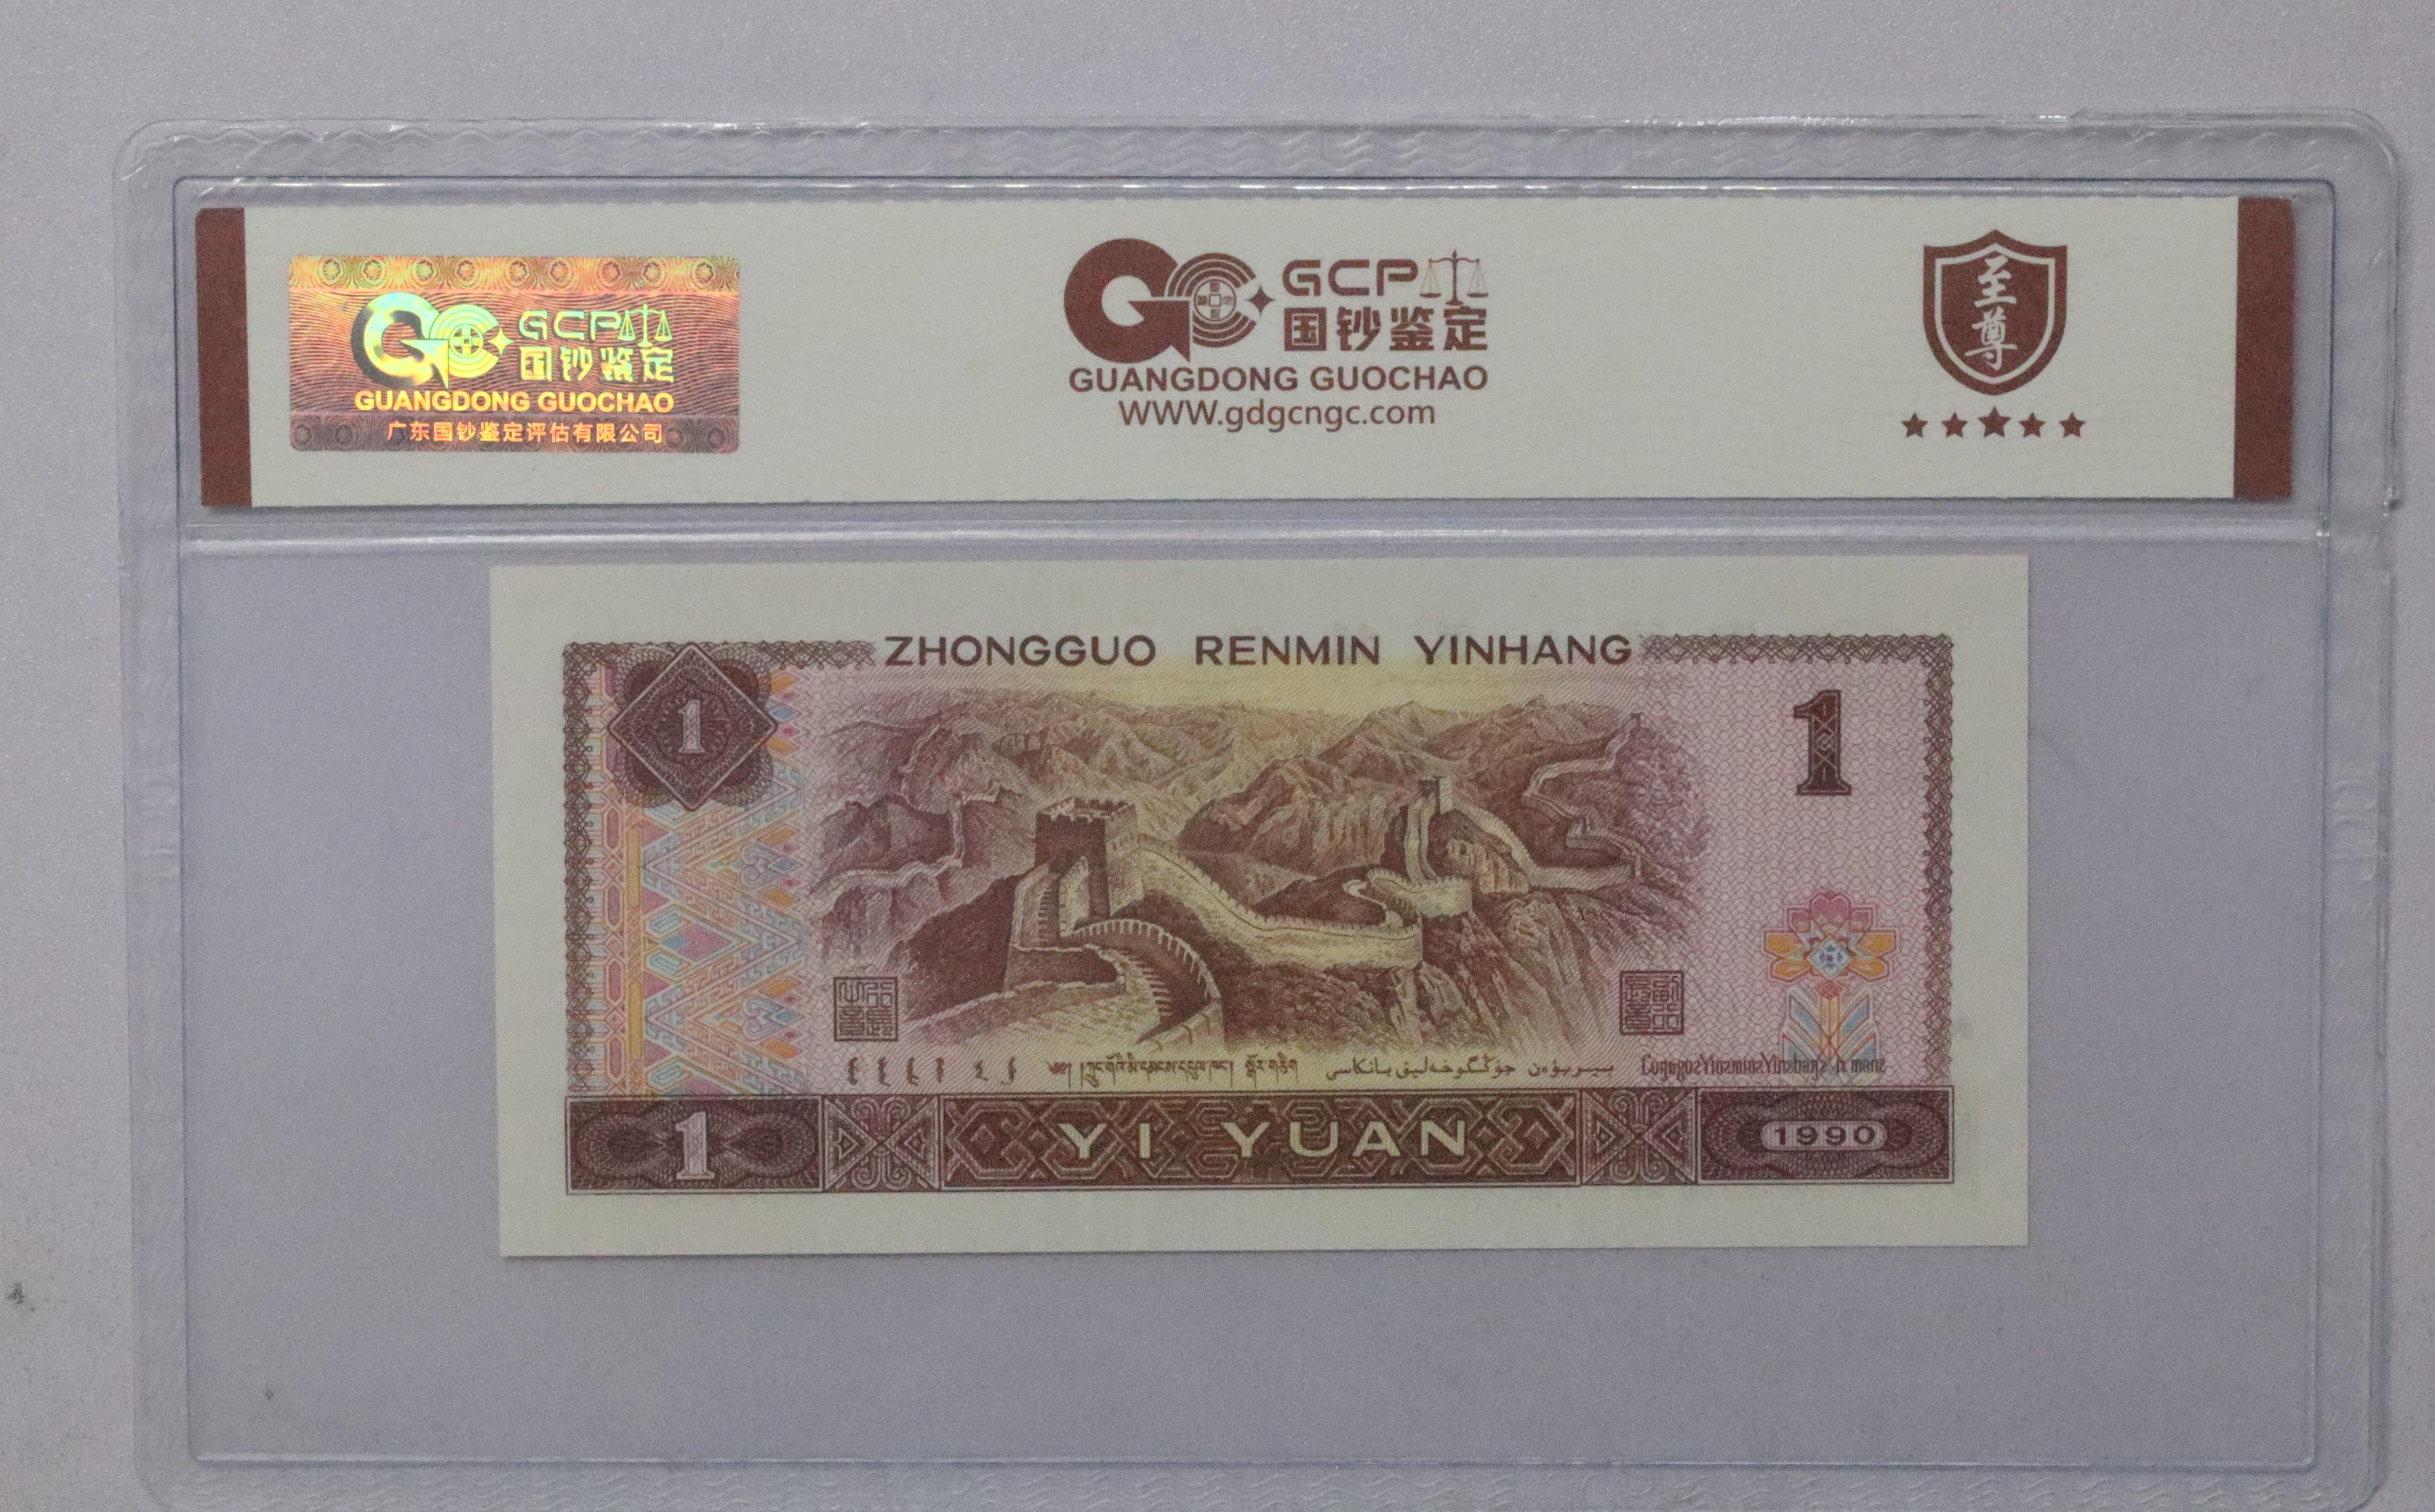 GCP
国钞鉴定
GUANGDONG GUOCHAO
广东国钞鉴定评估有限公司
GCP
国钞鉴定
GUANGDONG GUOCHAO
WWW.gdgcngc.com
至尊
ZHONGGUO RENMIN YINHANG
1
1
1
YI YUAN
1990